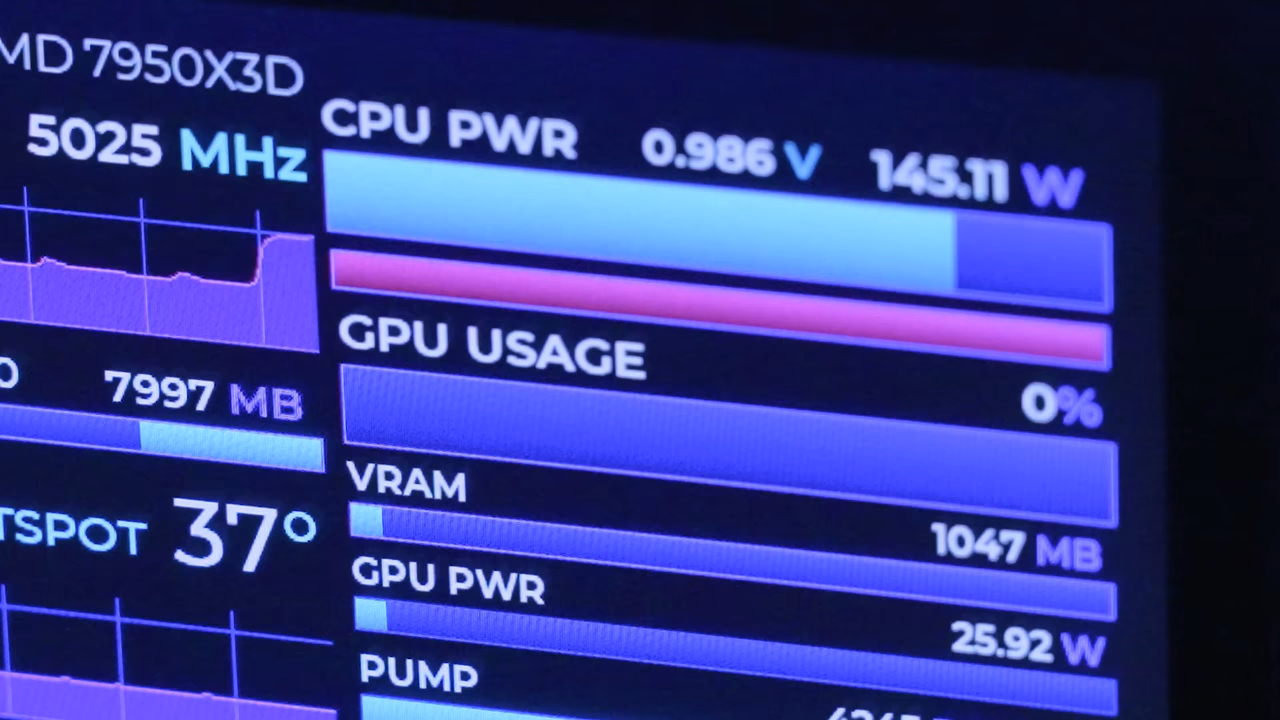 MD 7950X3D
5025 MHz
CPU PWR 0.986 V 145.11 W
GPU USAGE
0%
7997 MB
VRAM
1047 MB
TSPOT 37°
GPU PWR
25.92 W
PUMP